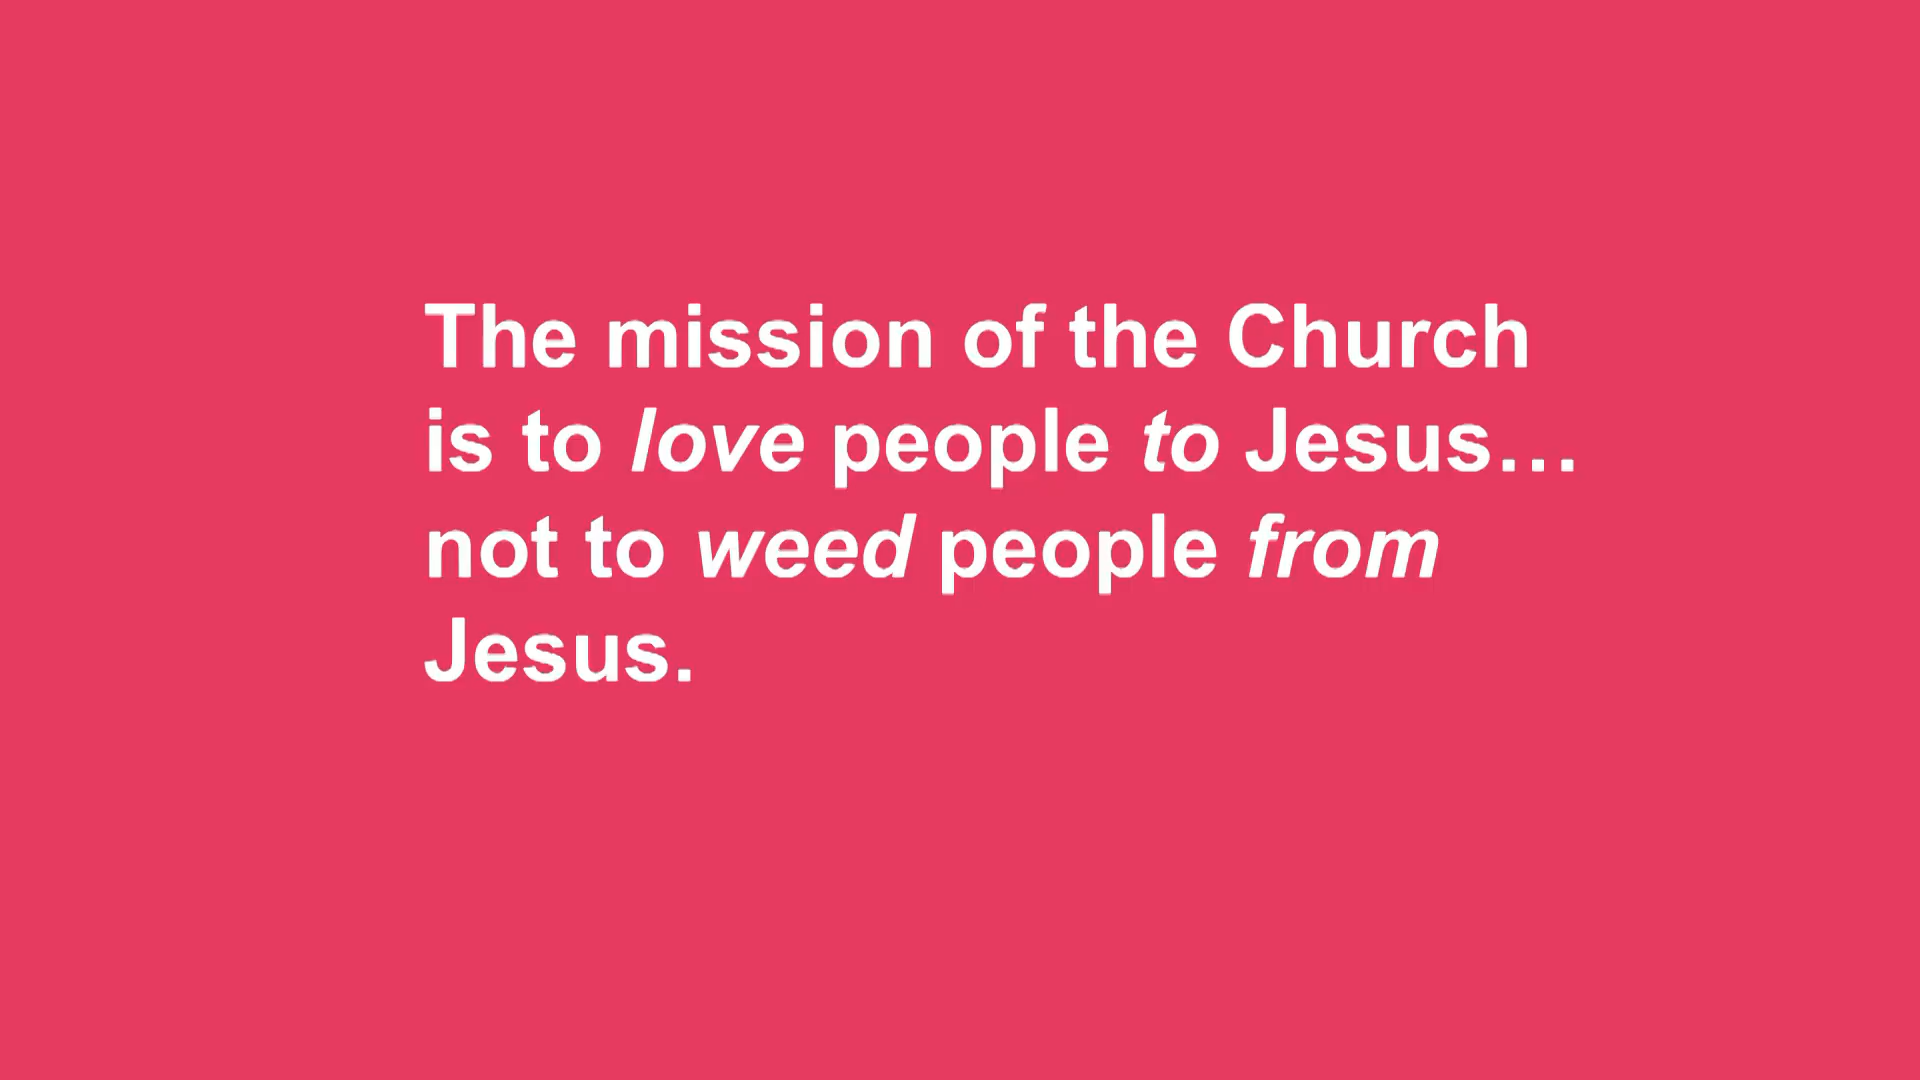 The mission of the Church
is to love people to Jesus…
not to weed people from
Jesus.